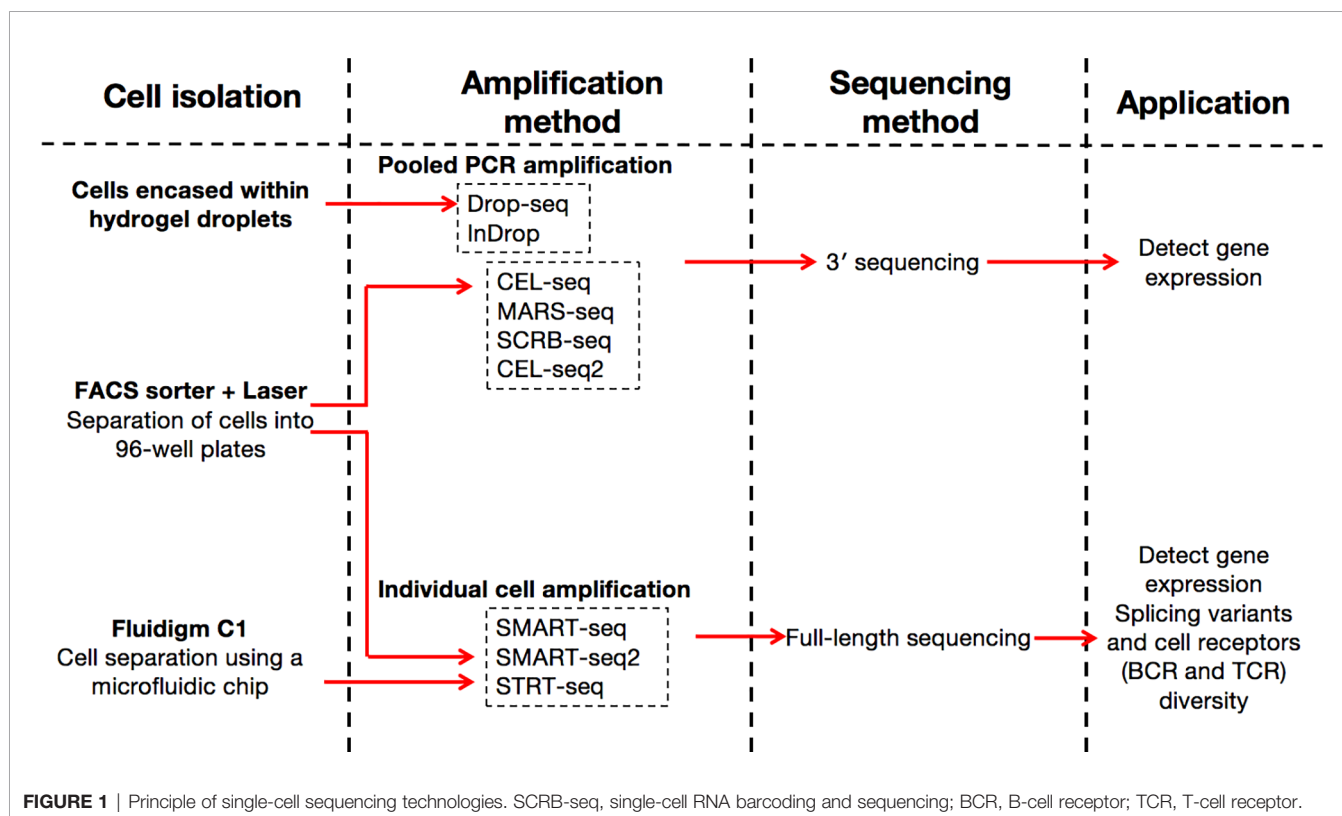 Cell isolation
Amplification
method
Sequencing
method
Application
Cells encased within
hydrogel droplets
Pooled PCR amplification
Drop-seq
InDrop
CEL-seq
MARS-seq
SCRB-seq
CEL-seq2
3′ sequencing
Detect gene
expression
FACS sorter + Laser
Separation of cells into
96-well plates
Fluidigm C1
Cell separation using a
microfluidic chip
Individual cell amplification
SMART-seq
SMART-seq2
STRT-seq
Full-length sequencing
Detect gene
expression
Splicing variants
and cell receptors
(BCR and TCR)
diversity
FIGURE 1 | Principle of single-cell sequencing technologies. SCRB-seq, single-cell RNA barcoding and sequencing; BCR, B-cell receptor; TCR, T-cell receptor.